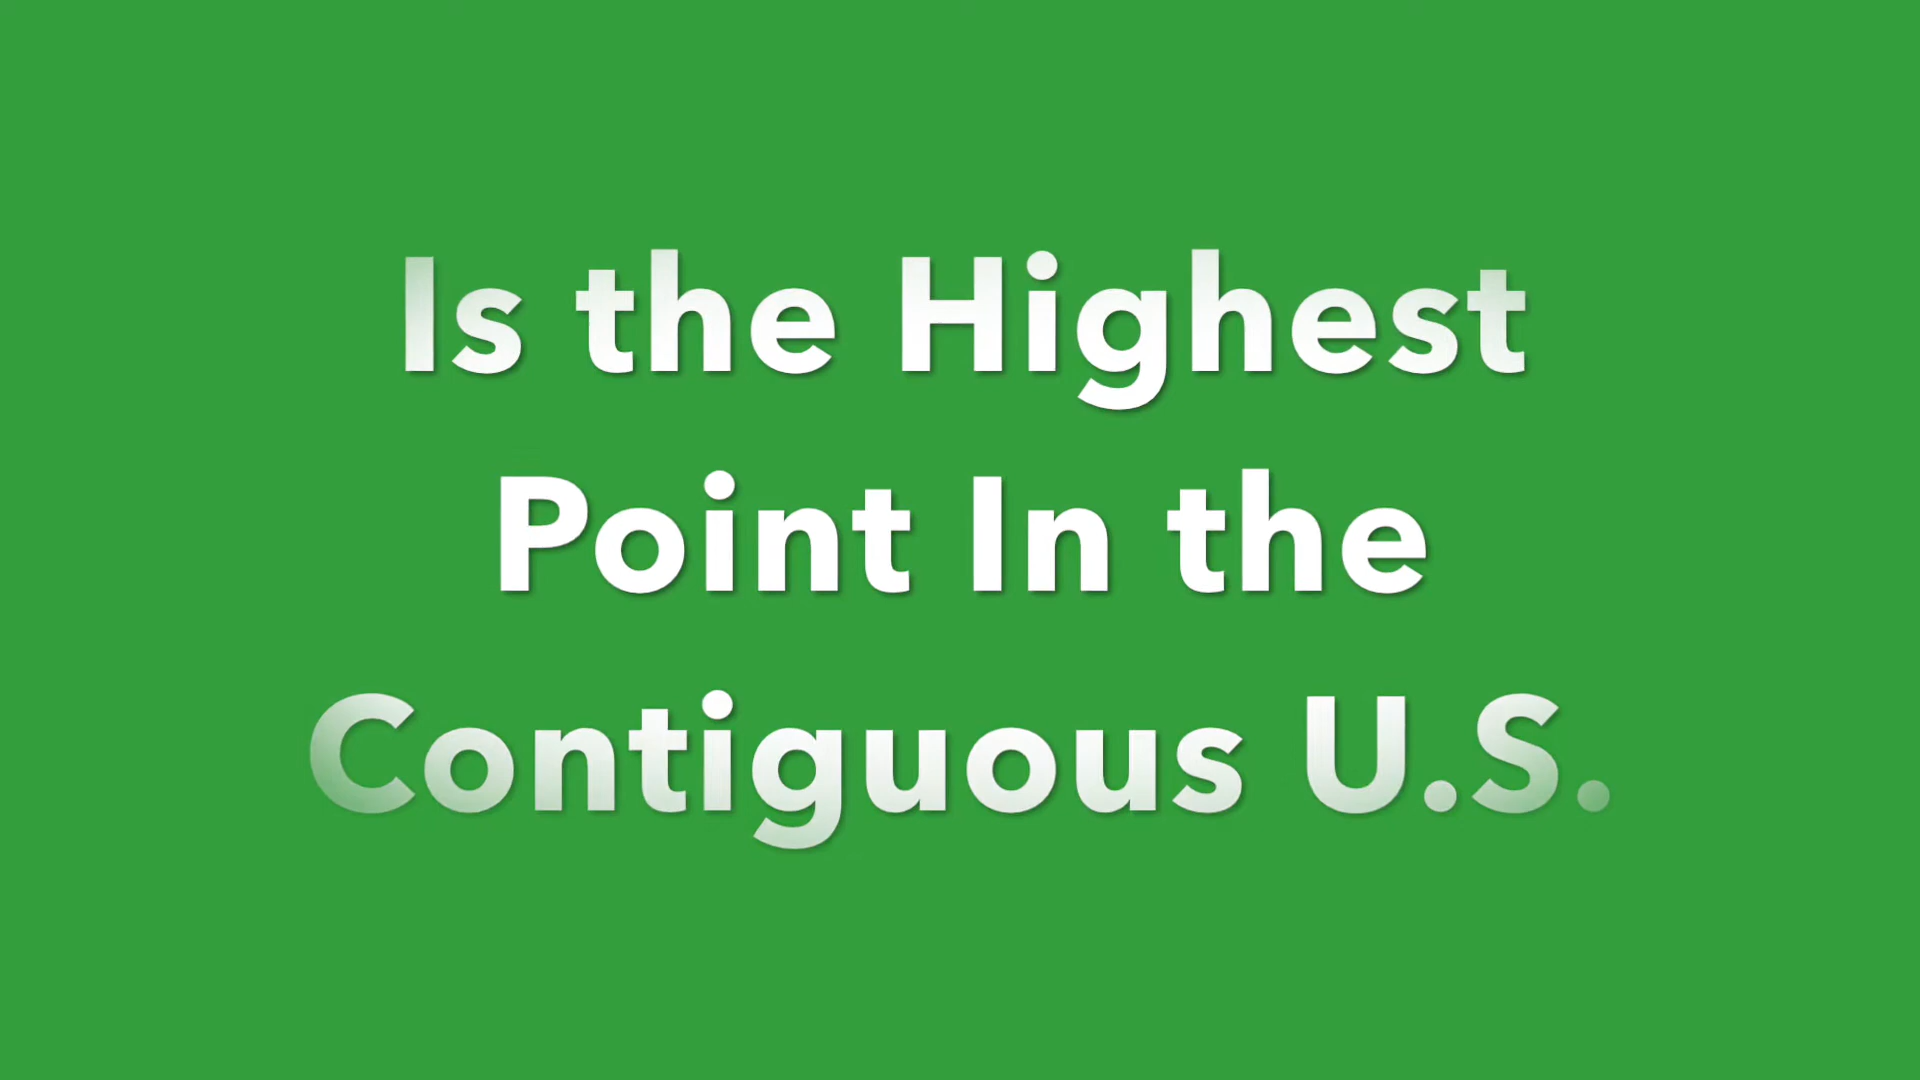 Is the Highest
Point In the
Contiguous U.S.